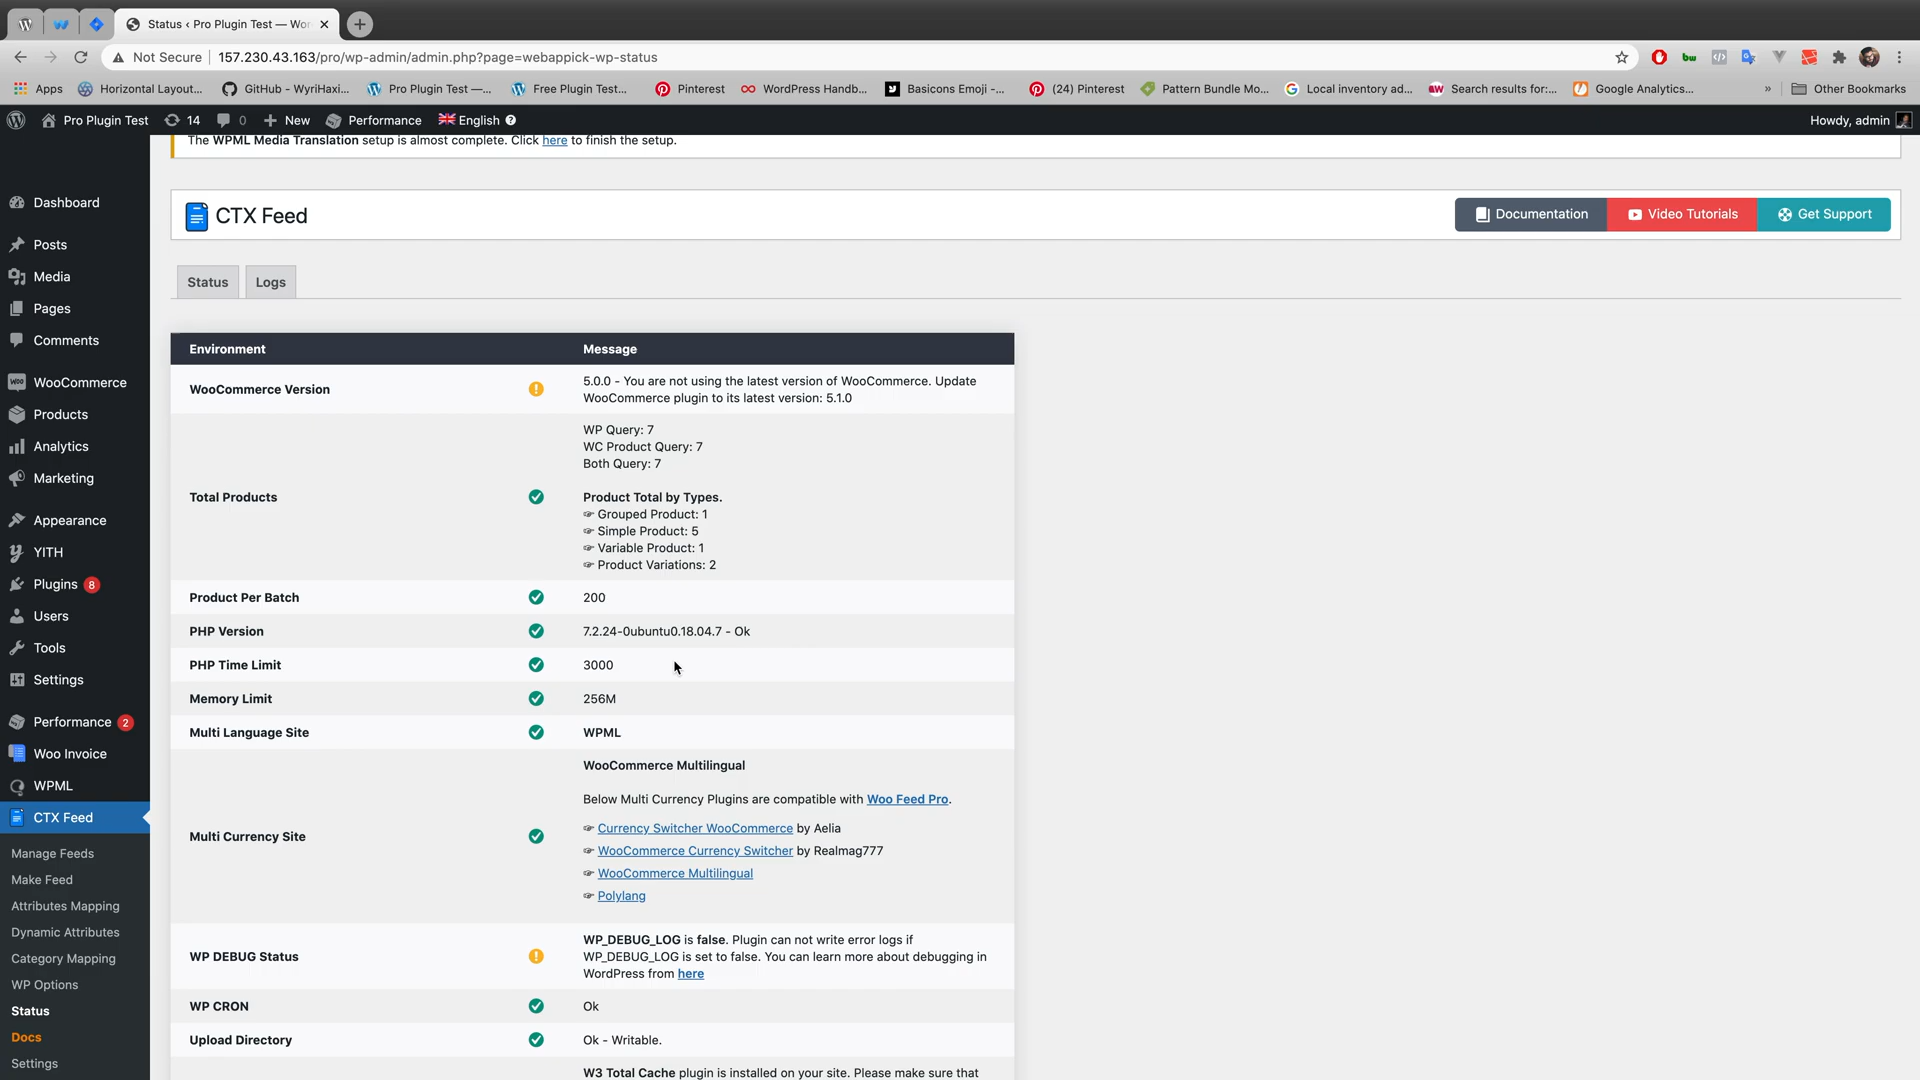 Status ‹ Pro Plugin Test — Wor
Not Secure
157.230.43.163/pro/wp-admin/admin.php?page=webappick-wp-status
Apps
Horizontal Layout...
GitHub - WyriHaxi...
Pro Plugin Test —...
Free Plugin Test...
Pinterest
WordPress Handb...
Basicons Emoji -...
(24) Pinterest
Pattern Bundle Mo...
Local inventory ad...
Search results for:...
Google Analytics...
»
Other Bookmarks
Pro Plugin Test
14
0
New
Performance
English
Howdy, admin
The WPML Media Translation setup is almost complete. Click here to finish the setup.
Dashboard
Posts
Media
Pages
Comments
WooCommerce
Products
Analytics
Marketing
Appearance
YITH
Plugins 8
Users
Tools
Settings
Performance 2
Woo Invoice
WPML
CTX Feed
Manage Feeds
Make Feed
Attributes Mapping
Dynamic Attributes
Category Mapping
WP Options
Status
Docs
Settings
CTX Feed
Documentation
Video Tutorials
Get Support
Status
Logs
Environment
Message
WooCommerce Version
5.0.0 - You are not using the latest version of WooCommerce. Update
WooCommerce plugin to its latest version: 5.1.0
Total Products
WP Query: 7
WC Product Query: 7
Both Query: 7
Product Total by Types.
☞ Grouped Product: 1
☞ Simple Product: 5
☞ Variable Product: 1
☞ Product Variations: 2
Product Per Batch
200
PHP Version
7.2.24-0ubuntu0.18.04.7 - Ok
PHP Time Limit
3000
Memory Limit
256M
Multi Language Site
WPML
Multi Currency Site
WooCommerce Multilingual
Below Multi Currency Plugins are compatible with Woo Feed Pro.
☞ Currency Switcher WooCommerce by Aelia
☞ WooCommerce Currency Switcher by Realmag777
☞ WooCommerce Multilingual
☞ Polylang
WP DEBUG Status
WP_DEBUG_LOG is false. Plugin can not write error logs if
WP_DEBUG_LOG is set to false. You can learn more about debugging in
WordPress from here
WP CRON
Ok
Upload Directory
Ok - Writable.
W3 Total Cache plugin is installed on your site. Please make sure that